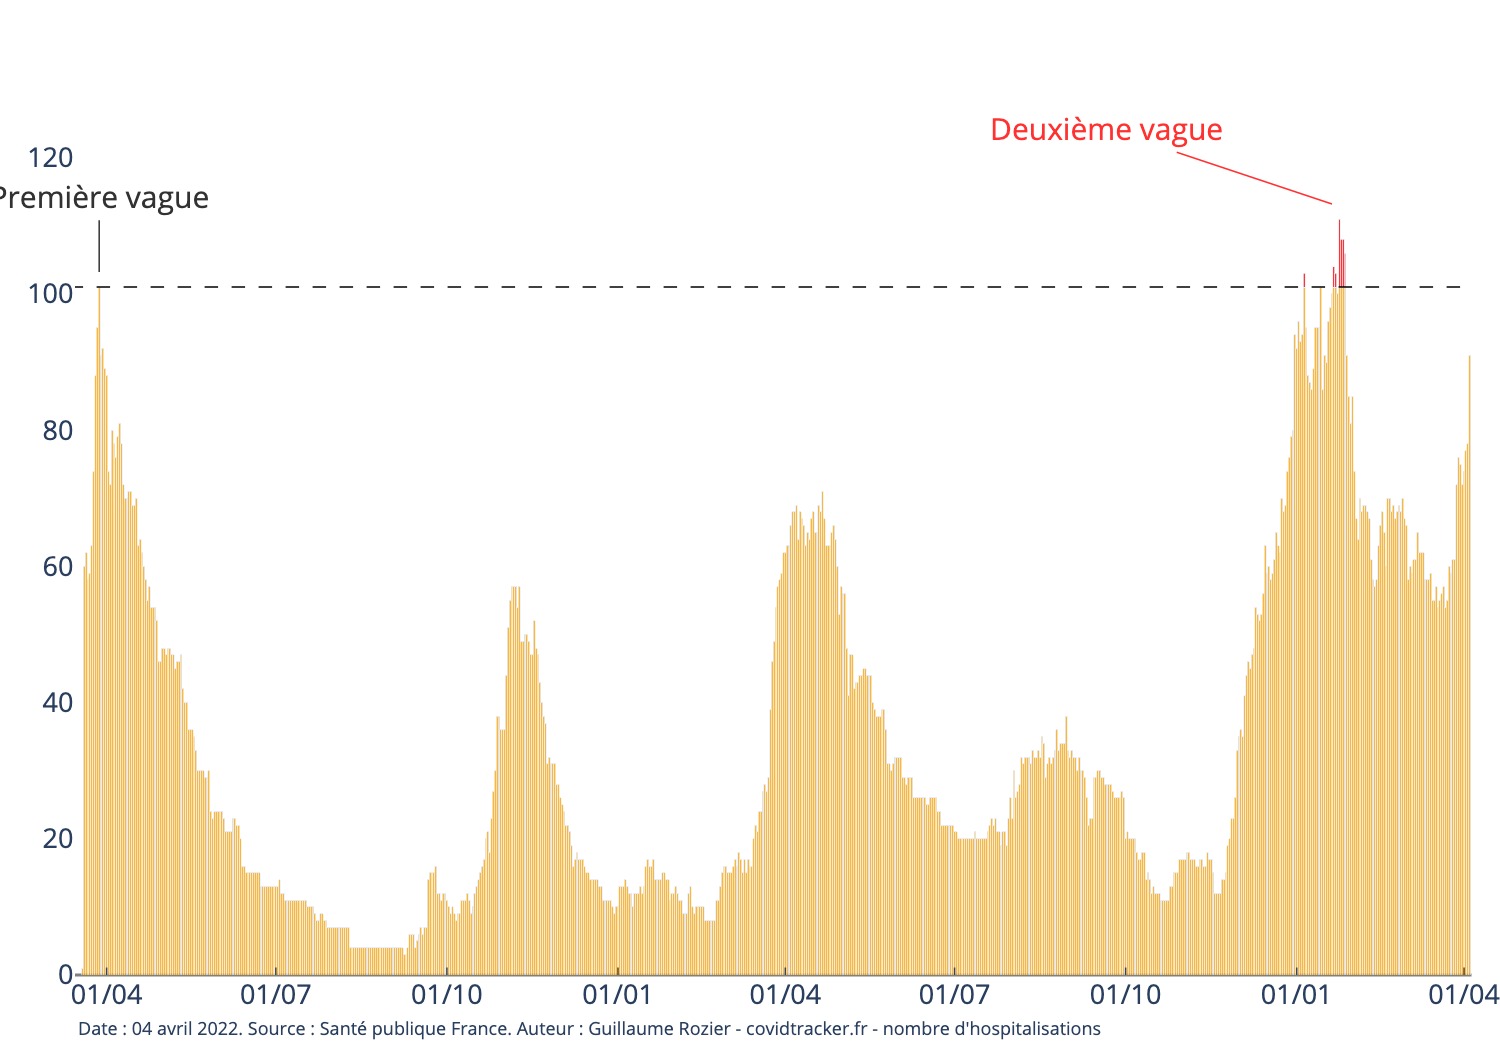 Deuxième vague
120
Première vague
100
80
60
40
20
0
01/04 01/07 01/10 01/01 01/04 01/07 01/10 01/01 01/04
Date : 04 avril 2022. Source : Santé publique France. Auteur : Guillaume Rozier - covidtracker.fr - nombre d'hospitalisations